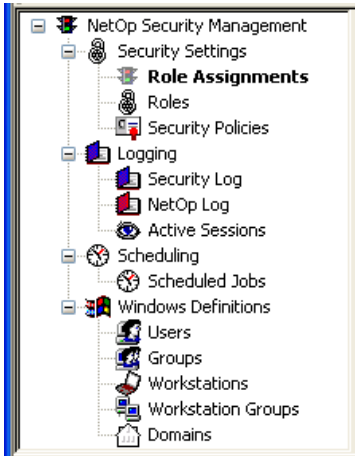 NetOp Security Management
Security Settings
Role Assignments
Roles
Security Policies
Logging
Security Log
NetOp Log
Active Sessions
Scheduling
Scheduled Jobs
Windows Definitions
Users
Groups
Workstations
Workstation Groups
Domains